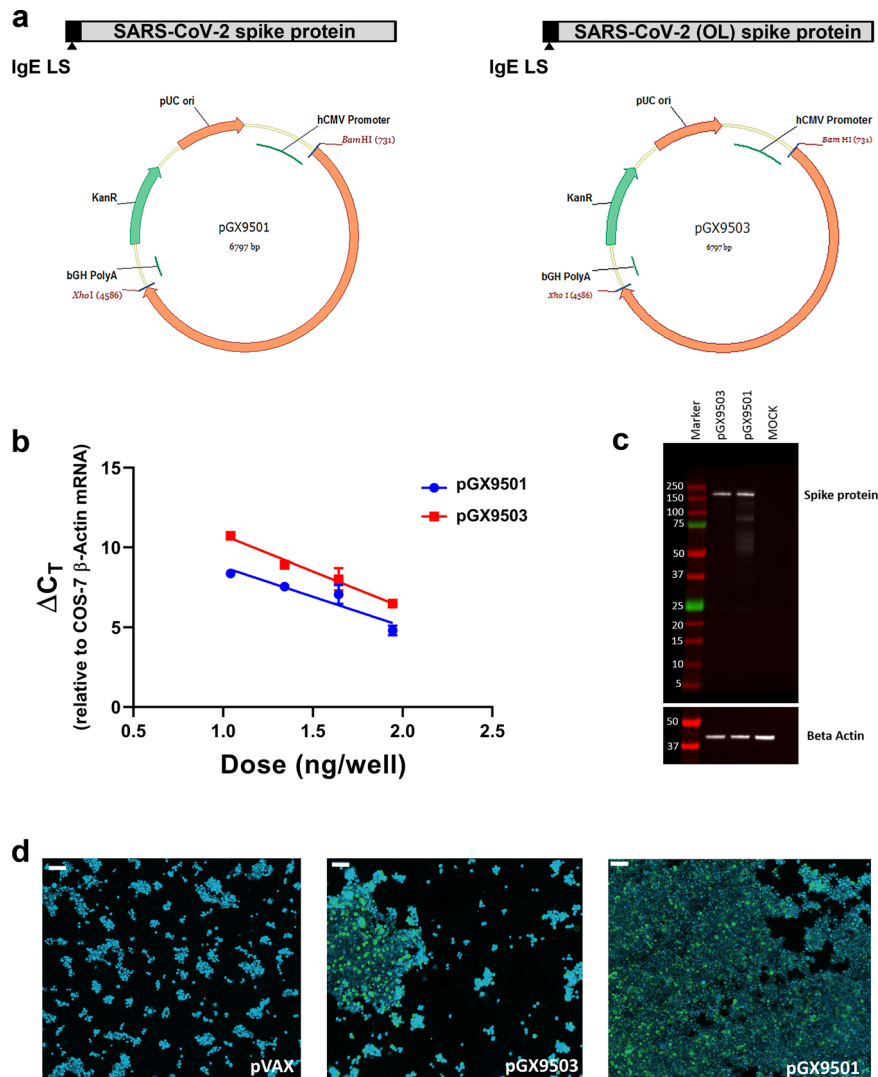 a
SARS-CoV-2 spike protein
IgE LS
pUC ori
hCMV Promoter
BamHI (731)
KanR
pGX9501
6797 bp
bGH PolyA
XhoI (4586)
SARS-CoV-2 (OL) spike protein
IgE LS
pUC ori
hCMV Promoter
Bam HI (731)
KanR
pGX9503
6797 bp
bGH PolyA
Xho I (4586)
b
ΔCT
(relative to COS-7 β-Actin mRNA)
15
10
5
0
0.5
1.0
1.5
2.0
2.5
Dose (ng/well)
pGX9501
pGX9503
c
Marker
pGX9503
pGX9501
MOCK
250
150
100
75
50
37
25
20
15
10
5
Spike protein
50
37
Beta Actin
d
pVAX
pGX9503
pGX9501